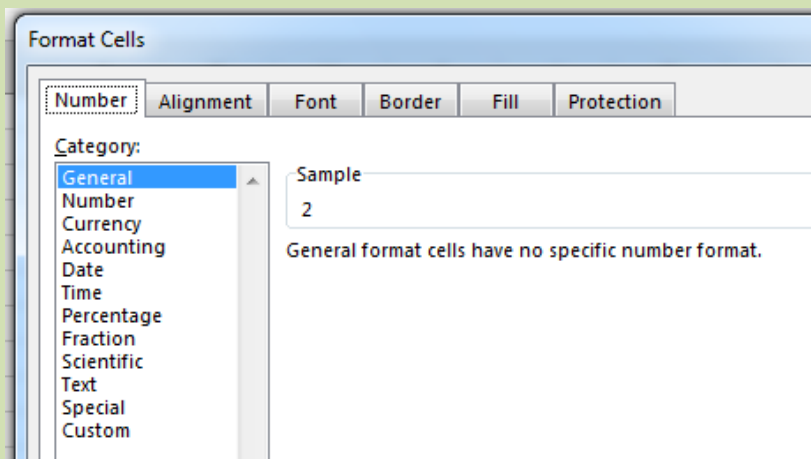 Format Cells
Number Alignment Font Border Fill Protection
Category:
General
Number
Currency
Accounting
Date
Time
Percentage
Fraction
Scientific
Text
Special
Custom
Sample
2
General format cells have no specific number format.